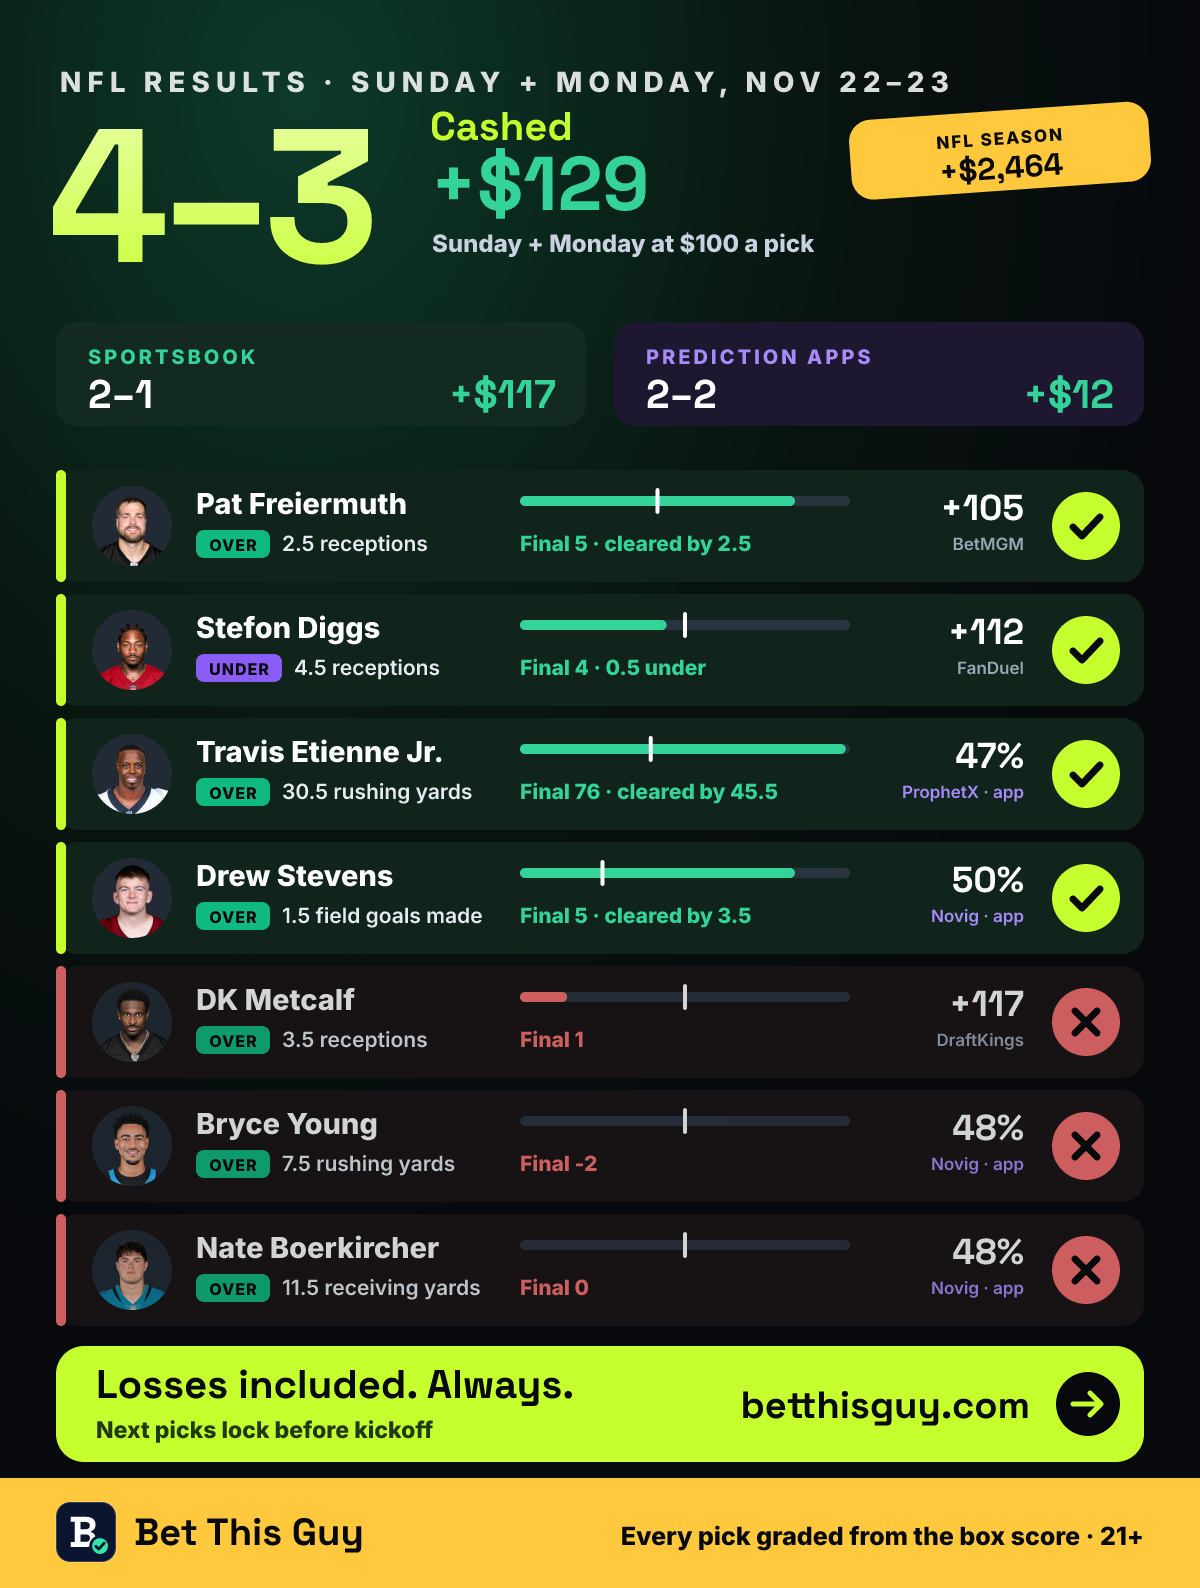 NFL RESULTS · SUNDAY + MONDAY, NOV 22–23
4–3
Cashed
+$129
Sunday + Monday at $100 a pick
NFL SEASON
+$2,464
SPORTSBOOK
2–1
+$117
PREDICTION APPS
2–2
+$12
Pat Freiermuth
OVER 2.5 receptions
Final 5 · cleared by 2.5
+105
BetMGM
Stefon Diggs
UNDER 4.5 receptions
Final 4 · 0.5 under
+112
FanDuel
Travis Etienne Jr.
OVER 30.5 rushing yards
Final 76 · cleared by 45.5
47%
ProphetX · app
Drew Stevens
OVER 1.5 field goals made
Final 5 · cleared by 3.5
50%
Novig · app
DK Metcalf
OVER 3.5 receptions
Final 1
+117
DraftKings
Bryce Young
OVER 7.5 rushing yards
Final -2
48%
Novig · app
Nate Boerkircher
OVER 11.5 receiving yards
Final 0
48%
Novig · app
Losses included. Always.
Next picks lock before kickoff
betthisguy.com
B
Bet This Guy
Every pick graded from the box score · 21+